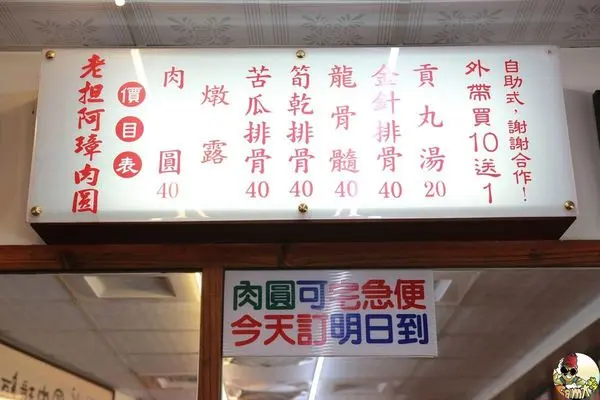 老担阿璋肉圓
價目表
肉圓 40
燉露
苦瓜排骨 40
筍乾排骨 40
龍骨髓 40
金針排骨 40
貢丸湯 20
外帶買10送1
自助式，謝謝合作！
肉圓可宅急便
今天訂明日到